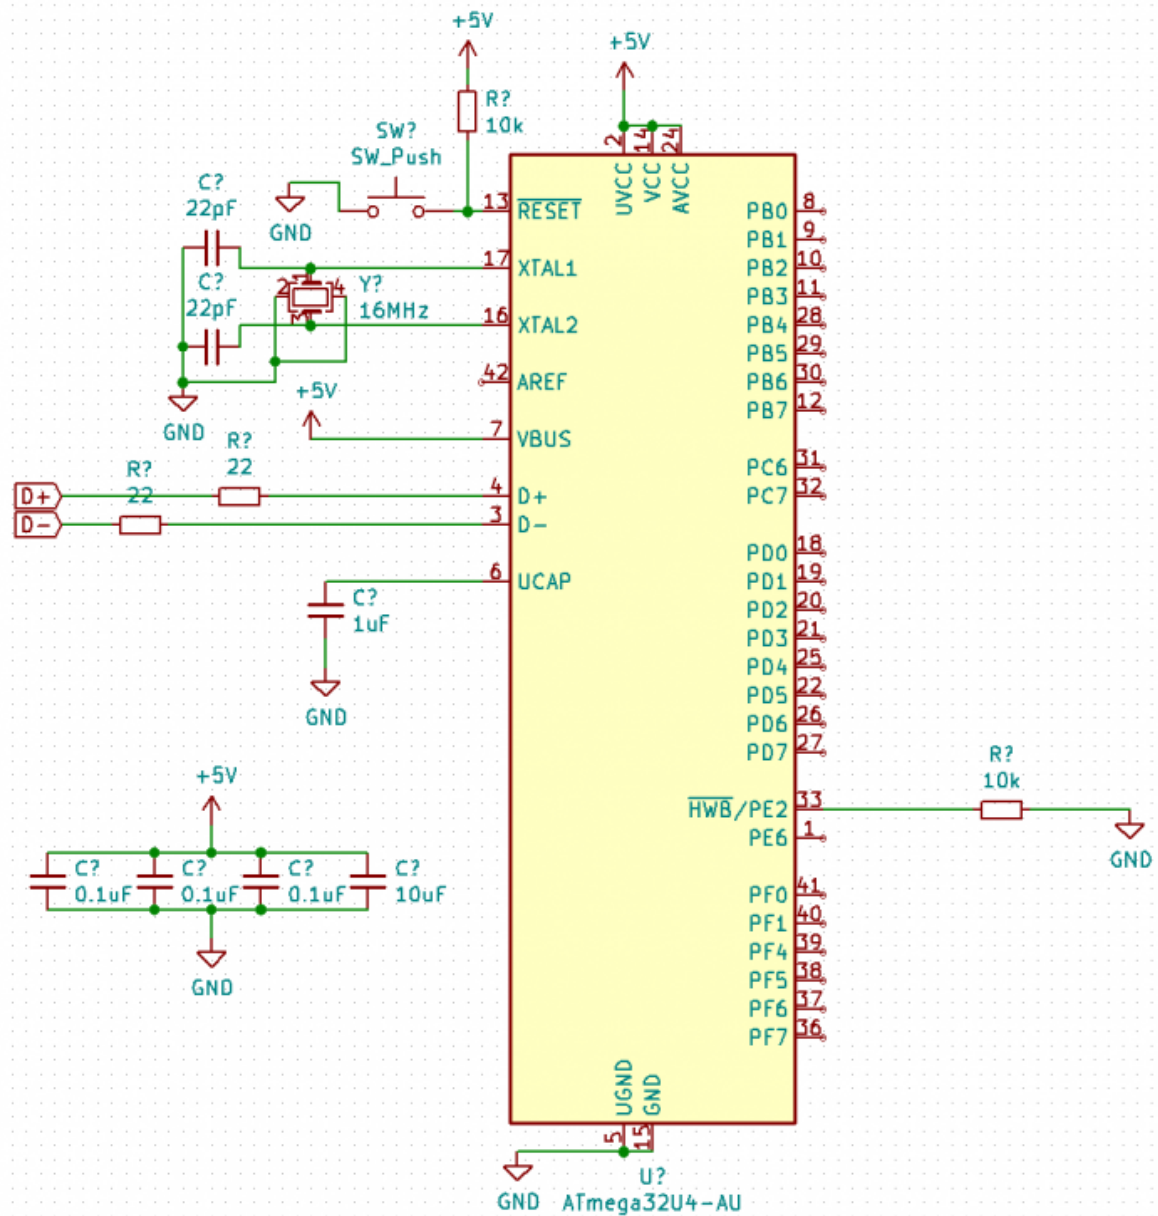 +5V
R?
10k
+5V
SW?
SW_Push
GND
13
RESET
2
14
24
UVCC
VCC
AVCC
C?
22pF
17
XTAL1
1
2
4
3
Y?
16MHz
C?
22pF
16
XTAL2
42
AREF
GND
+5V
7
VBUS
R?
22
R?
22
D+
4
D+
D-
3
D-
6
UCAP
C?
1uF
GND
PB0
8
PB1
9
PB2
10
PB3
11
PB4
28
PB5
29
PB6
30
PB7
12
PC6
31
PC7
32
PD0
18
PD1
19
PD2
20
PD3
21
PD4
25
PD5
22
PD6
26
PD7
27
HWB/PE2
33
R?
10k
GND
PE6
1
PF0
41
PF1
40
PF4
39
PF5
38
PF6
37
PF7
36
+5V
C?
0.1uF
C?
0.1uF
C?
0.1uF
C?
10uF
GND
UGND
GND
5
15
GND
U?
ATmega32U4-AU